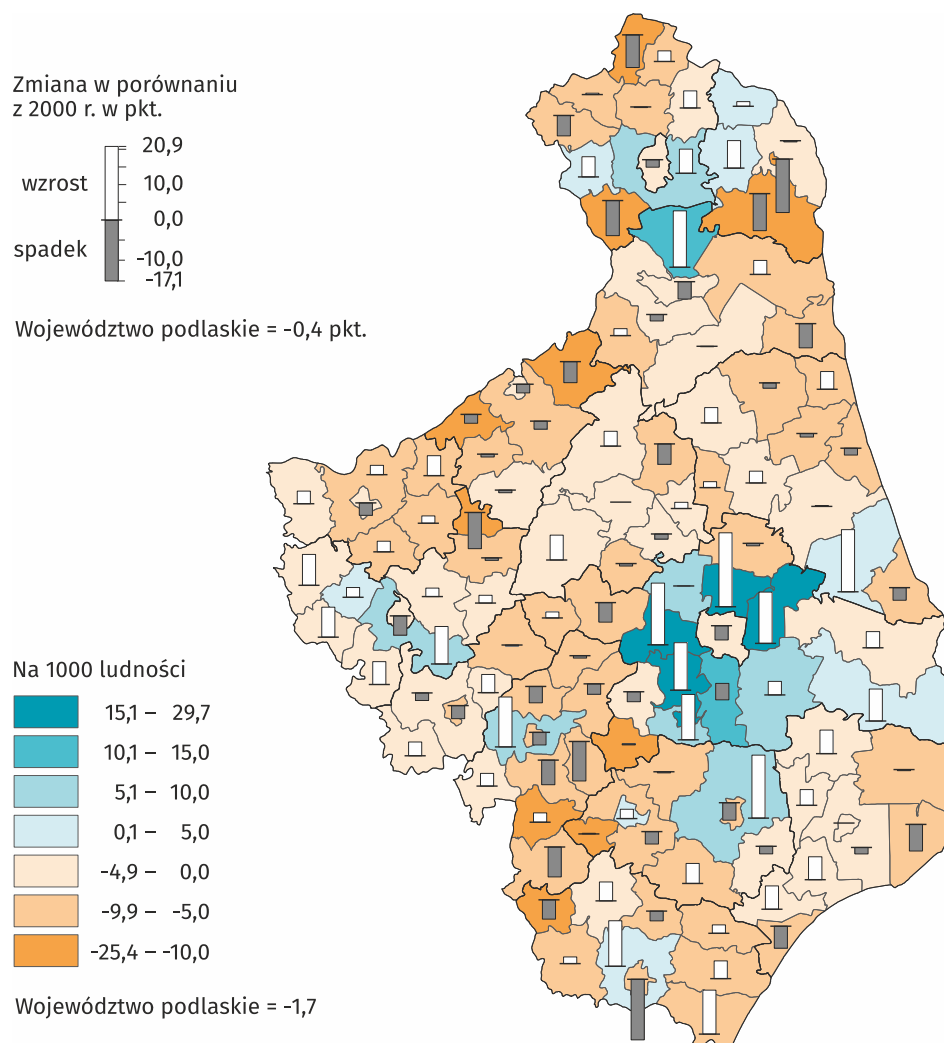 Zmiana w porównaniu
z 2000 r. w pkt.
20,9
wzrost
10,0
0,0
spadek
-10,0
-17,1
Województwo podlaskie = -0,4 pkt.
Na 1000 ludności
15,1 – 29,7
10,1 – 15,0
5,1 – 10,0
0,1 – 5,0
-4,9 – 0,0
-9,9 – -5,0
-25,4 – -10,0
Województwo podlaskie = -1,7